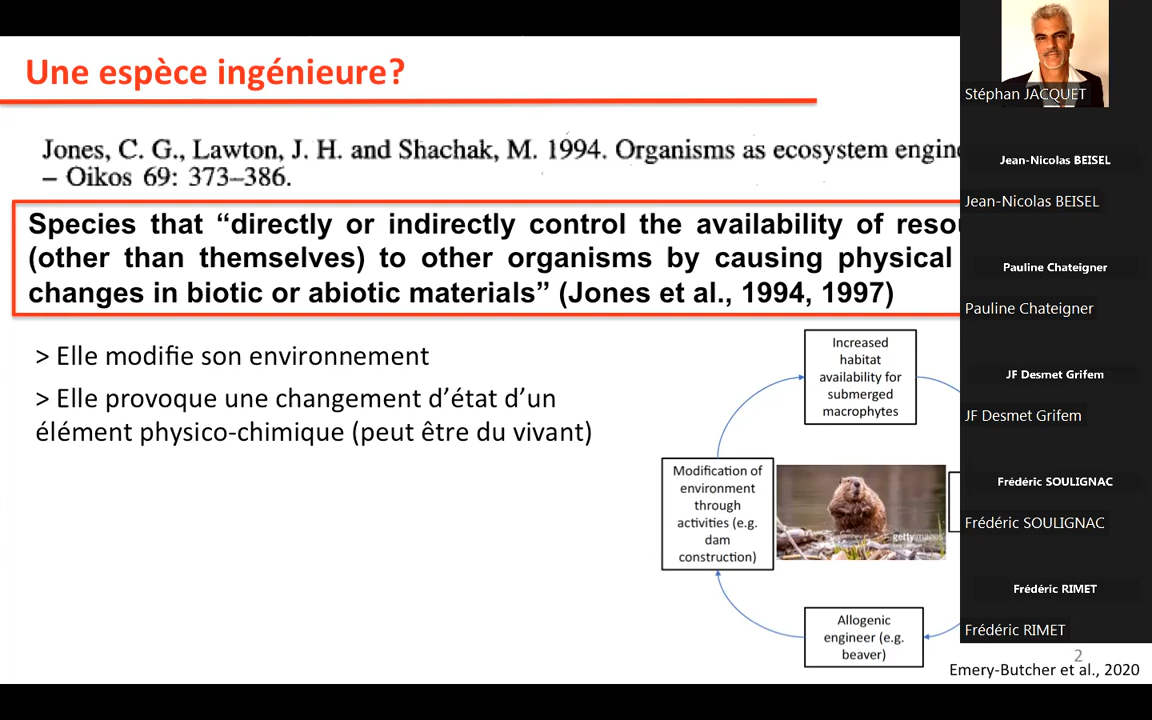 Une espèce ingénieure?
Jones, C. G., Lawton, J. H. and Shachak, M. 1994. Organisms as ecosystem engin
– Oikos 69: 373–386.
Species that “directly or indirectly control the availability of reso
(other than themselves) to other organisms by causing physical
changes in biotic or abiotic materials” (Jones et al., 1994, 1997)
> Elle modifie son environnement
> Elle provoque une changement d’état d’un
élément physico-chimique (peut être du vivant)
Increased
habitat
availability for
submerged
macrophytes
Modification of
environment
through
activities (e.g.
dam
construction)
gettyimages
Allogenic
engineer (e.g.
beaver)
2
Emery-Butcher et al., 2020
Stéphan JACQUET
Jean-Nicolas BEISEL
Jean-Nicolas BEISEL
Pauline Chateigner
Pauline Chateigner
JF Desmet Grifem
JF Desmet Grifem
Frédéric SOULIGNAC
Frédéric SOULIGNAC
Frédéric RIMET
Frédéric RIMET